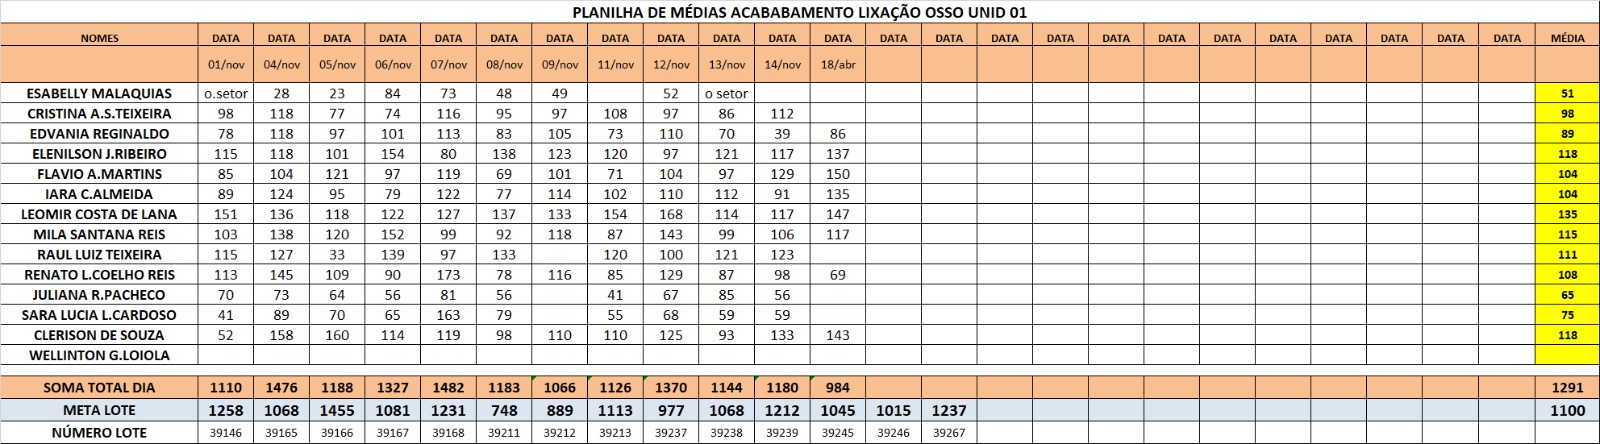 PLANILHA DE MÉDIAS ACABABAMENTO LIXAÇÃO OSSO UNID 01
NOMES DATA DATA DATA DATA DATA DATA DATA DATA DATA DATA DATA DATA DATA DATA DATA DATA DATA DATA DATA DATA DATA DATA DATA DATA MÉDIA
01/nov 04/nov 05/nov 06/nov 07/nov 08/nov 09/nov 11/nov 12/nov 13/nov 14/nov 18/abr
ESABELLY MALAQUIAS o.setor 28 23 84 73 48 49 52 o setor 51
CRISTINA A.S.TEIXEIRA 98 118 77 74 116 95 97 108 97 86 112 98
EDVANIA REGINALDO 78 118 97 101 113 83 105 73 110 70 39 86 89
ELENILSON J.RIBEIRO 115 118 101 154 80 138 123 120 97 121 117 137 118
FLAVIO A.MARTINS 85 104 121 97 119 69 101 71 104 97 129 150 104
IARA C.ALMEIDA 89 124 95 79 122 77 114 102 110 112 91 135 104
LEOMIR COSTA DE LANA 151 136 118 122 127 137 133 154 168 114 117 147 135
MILA SANTANA REIS 103 138 120 152 99 92 118 87 143 99 106 117 115
RAUL LUIZ TEIXEIRA 115 127 33 139 97 133 120 100 121 123 111
RENATO L.COELHO REIS 113 145 109 90 173 78 116 85 129 87 98 69 108
JULIANA R.PACHECO 70 73 64 56 81 56 41 67 85 56 65
SARA LUCIA L.CARDOSO 41 89 70 65 163 79 55 68 59 59 75
CLERISON DE SOUZA 52 158 160 114 119 98 110 110 125 93 133 143 118
WELLINTON G.LOIOLA
SOMA TOTAL DIA 1110 1476 1188 1327 1482 1183 1066 1126 1370 1144 1180 984 1291
META LOTE 1258 1068 1455 1081 1231 748 889 1113 977 1068 1212 1045 1015 1237 1100
NÚMERO LOTE 39146 39165 39166 39167 39168 39211 39212 39213 39237 39238 39239 39245 39246 39267